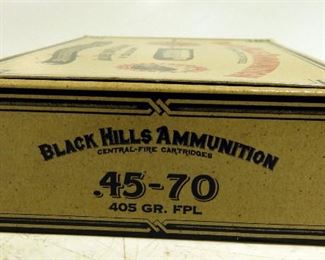 BLACK HILLS AMMUNITION
CENTRAL-FIRE CARTRIDGES
.45-70
405 GR. FPL